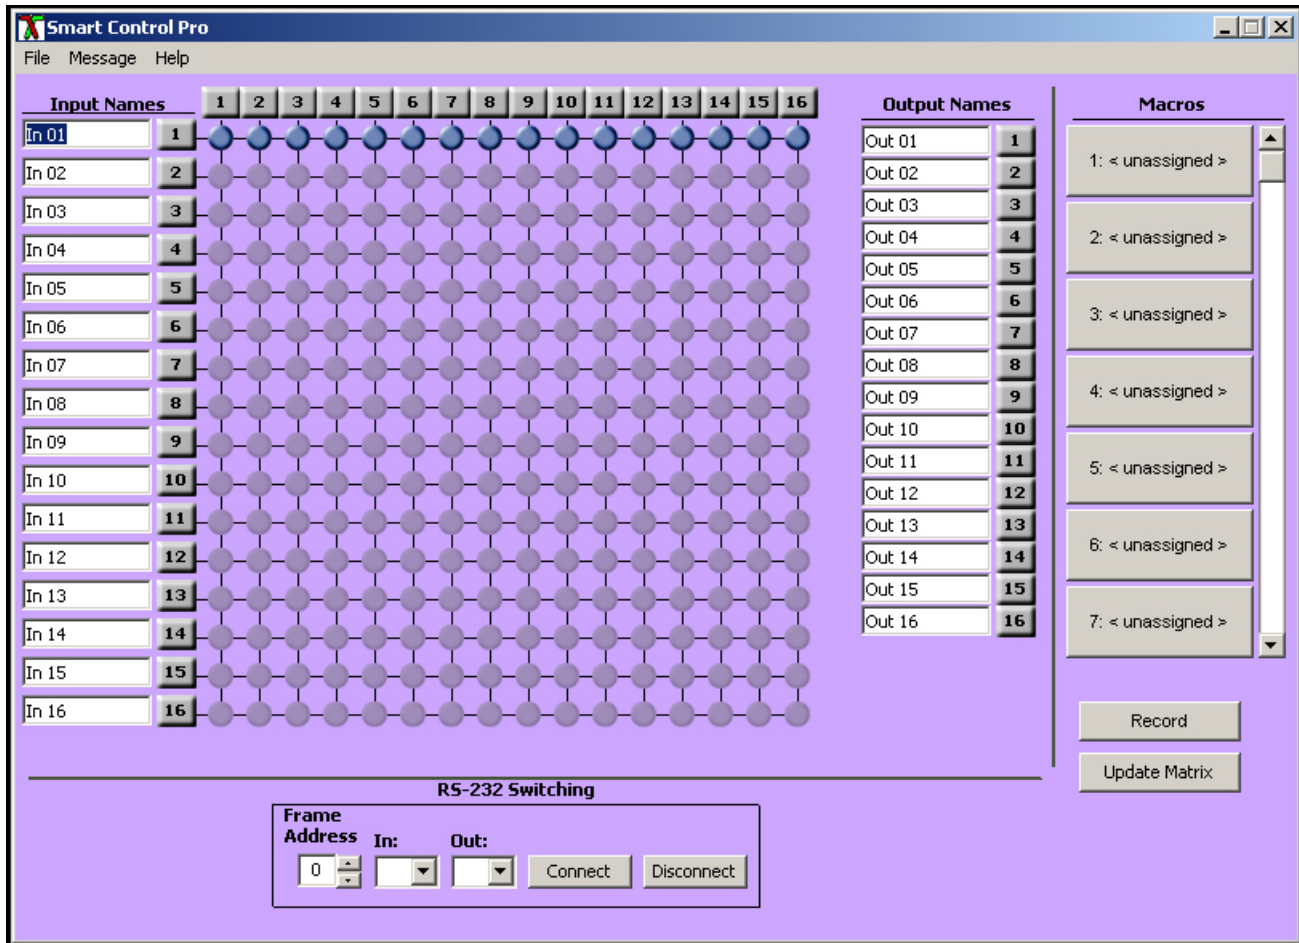 Smart Control Pro
File Message Help
Input Names 1 2 3 4 5 6 7 8 9 10 11 12 13 14 15 16
In 01 1
In 02 2
In 03 3
In 04 4
In 05 5
In 06 6
In 07 7
In 08 8
In 09 9
In 10 10
In 11 11
In 12 12
In 13 13
In 14 14
In 15 15
In 16 16
Output Names
Out 01 1
Out 02 2
Out 03 3
Out 04 4
Out 05 5
Out 06 6
Out 07 7
Out 08 8
Out 09 9
Out 10 10
Out 11 11
Out 12 12
Out 13 13
Out 14 14
Out 15 15
Out 16 16
Macros
1: < unassigned >
2: < unassigned >
3: < unassigned >
4: < unassigned >
5: < unassigned >
6: < unassigned >
7: < unassigned >
Record
Update Matrix
RS-232 Switching
Frame
Address In: Out:
0 Connect Disconnect